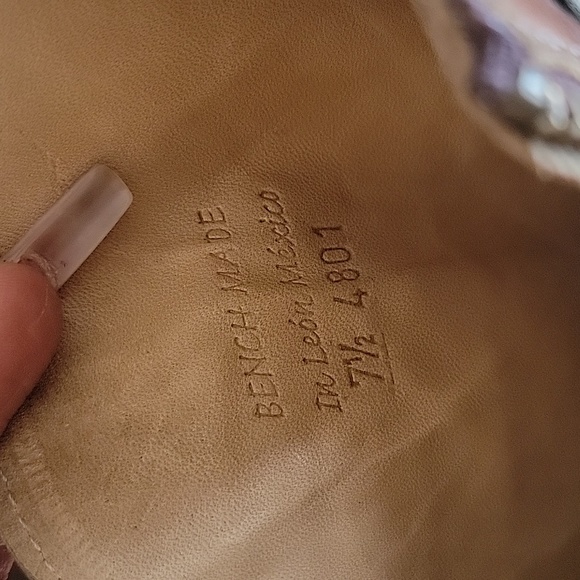 BENCH MADE
In León México
7½ 4801